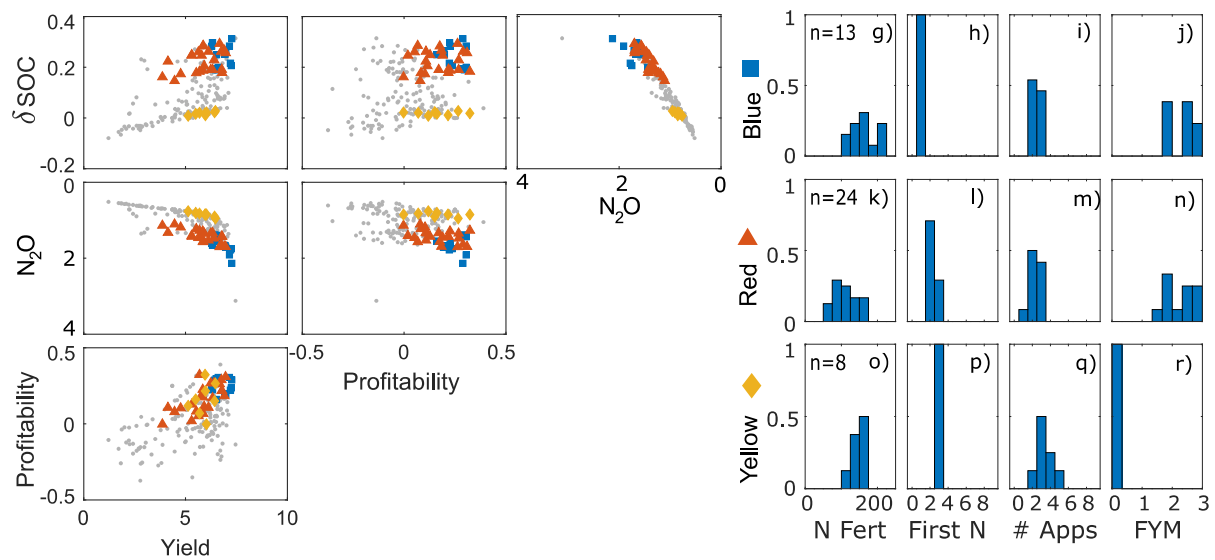 0.4
0.2
0
-0.2
δ SOC
4
2
0
N₂O
0
2
4
N₂O
-0.5
0
0.5
Profitability
0.5
0
-0.5
Profitability
0
5
10
Yield
1
0.5
0
Blue
n=13 g)
h)
i)
j)
1
0.5
0
Red
n=24 k)
l)
m)
n)
1
0.5
0
Yellow
n=8 o)
p)
q)
r)
0 200
0 2 4 6 8
0 2 4 6 8
0 1 2 3
N Fert
First N
# Apps
FYM